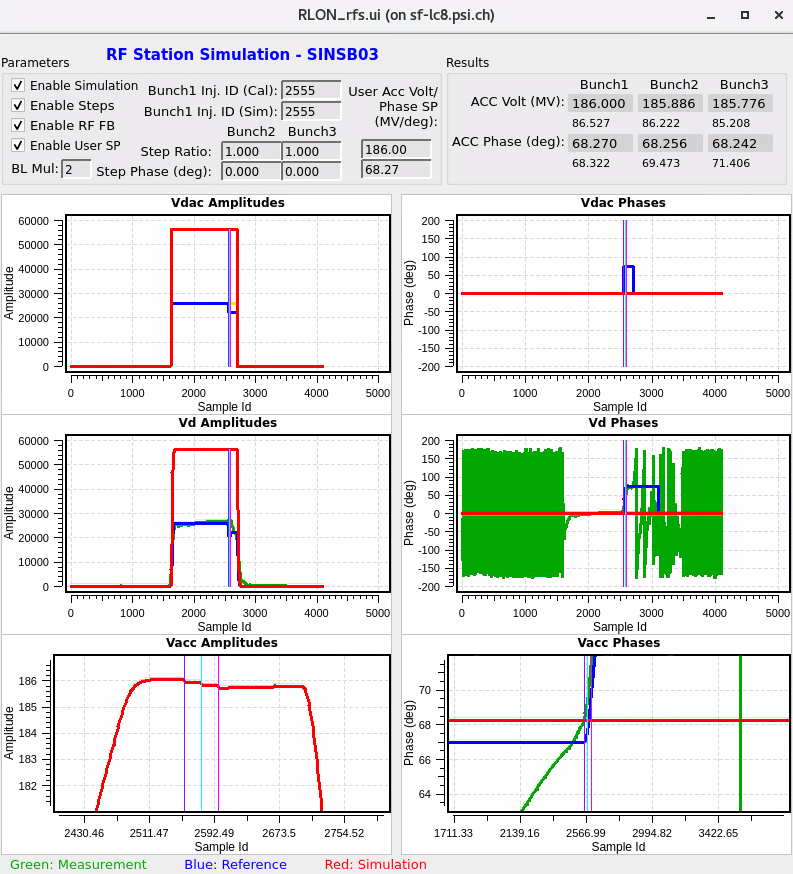 RLON_rfs.ui (on sf-lc8.psi.ch)
RF Station Simulation - SINSB03
Parameters
Results
Enable Simulation
Enable Steps
Enable RF FB
Enable User SP
BL Mul: 2
Bunch1 Inj. ID (Cal): 2555
Bunch1 Inj. ID (Sim): 2555
Bunch2 Bunch3
Step Ratio: 1.000 1.000
Step Phase (deg): 0.000 0.000
User Acc Volt/
Phase SP
(MV/deg):
186.00
68.27
Bunch1 Bunch2 Bunch3
ACC Volt (MV): 186.000 185.886 185.776
86.527 86.222 85.208
ACC Phase (deg): 68.270 68.256 68.242
68.322 69.473 71.406
Vdac Amplitudes
Amplitude
60000
50000
40000
30000
20000
10000
0
0 1000 2000 3000 4000 5000
Sample Id
Vdac Phases
Phase (deg)
200
150
100
50
0
-50
-100
-150
-200
0 1000 2000 3000 4000 5000
Sample Id
Vd Amplitudes
Amplitude
60000
50000
40000
30000
20000
10000
0
0 1000 2000 3000 4000 5000
Sample Id
Vd Phases
Phase (deg)
200
150
100
50
0
-50
-100
-150
-200
0 1000 2000 3000 4000 5000
Sample Id
Vacc Amplitudes
Amplitude
186
185
184
183
182
2430.46 2511.47 2592.49 2673.5 2754.52
Sample Id
Vacc Phases
Phase (deg)
70
68
66
64
1711.33 2139.16 2566.99 2994.82 3422.65
Sample Id
Green: Measurement Blue: Reference Red: Simulation